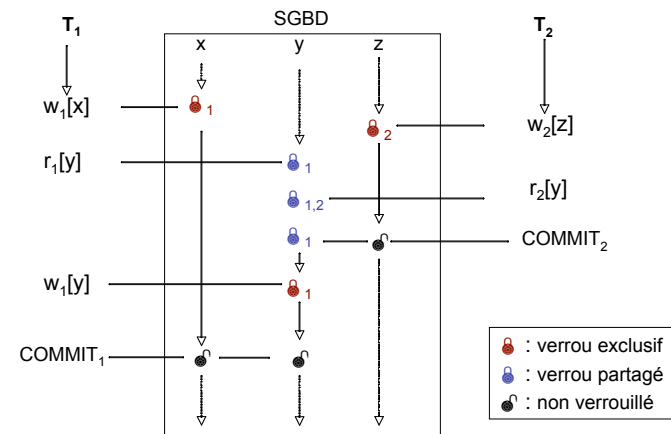 SGBD
T1 T2
x y z
w1[x] 1
2 w2[z]
r1[y] 1
1,2 r2[y]
1 COMMIT2
w1[y] 1
COMMIT1
: verrou exclusif
: verrou partagé
: non verrouillé